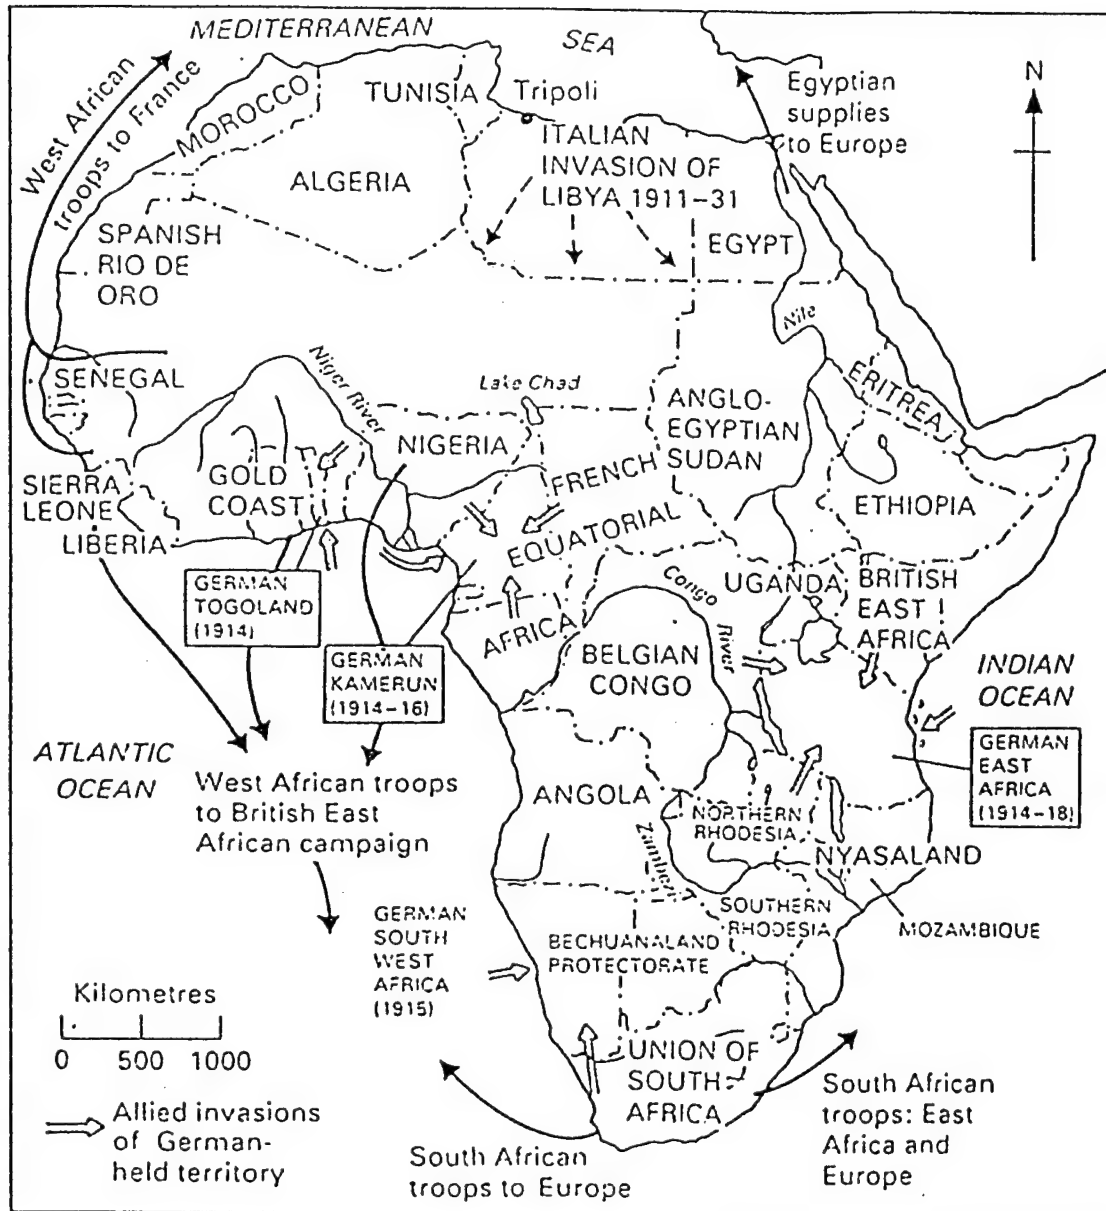 MEDITERRANEAN
SEA
West African
troops to France
MOROCCO
TUNISIA
Tripoli
ALGERIA
ITALIAN
INVASION OF
LIBYA 1911–31
Egyptian
supplies
to Europe
N
SPANISH
RIO DE
ORO
EGYPT
Nile
SENEGAL
Niger River
Lake Chad
NIGERIA
ANGLO-
EGYPTIAN
SUDAN
ERITREA
SIERRA
LEONE
GOLD
COAST
LIBERIA
FRENCH
EQUATORIAL
AFRICA
ETHIOPIA
GERMAN
TOGOLAND
(1914)
GERMAN
KAMERUN
(1914–16)
Congo
River
UGANDA
BRITISH
EAST
AFRICA
BELGIAN
CONGO
INDIAN
OCEAN
ATLANTIC
OCEAN
West African troops
to British East
African campaign
ANGOLA
NORTHERN
RHODESIA
GERMAN
EAST
AFRICA
(1914–18)
NYASALAND
GERMAN
SOUTH
WEST
AFRICA
(1915)
BECHUANALAND
PROTECTORATE
SOUTHERN
RHODESIA
MOZAMBIQUE
Kilometres
0 500 1000
UNION OF
SOUTH
AFRICA
Allied invasions
of German-
held territory
South African
troops to Europe
South African
troops: East
Africa and
Europe